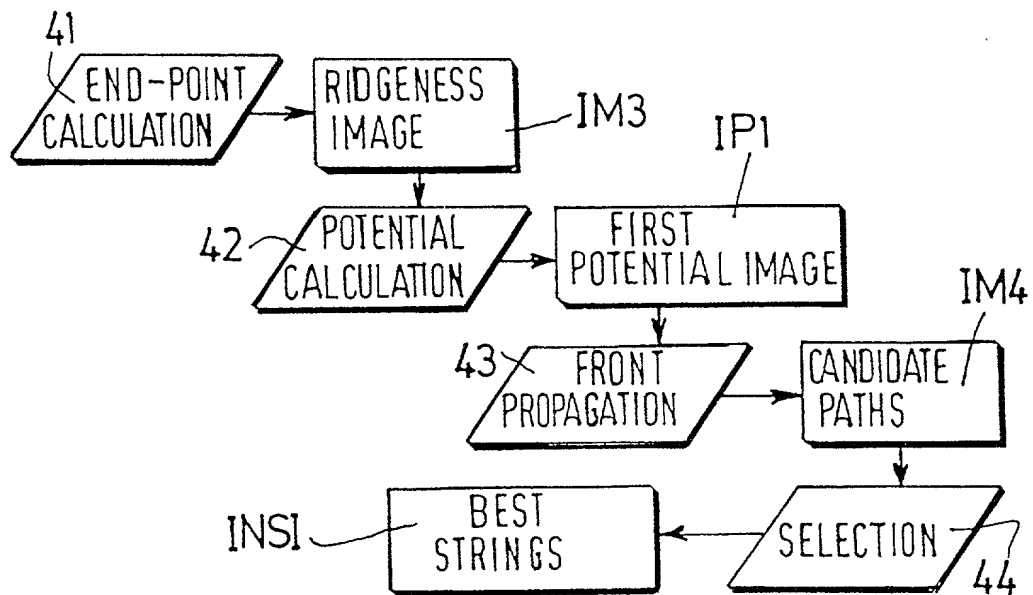 41
END-POINT
CALCULATION
RIDGENESS
IMAGE
IM3
IP1
42
POTENTIAL
CALCULATION
FIRST
POTENTIAL IMAGE
IM4
43
FRONT
PROPAGATION
CANDIDATE
PATHS
INSI
BEST
STRINGS
SELECTION
44